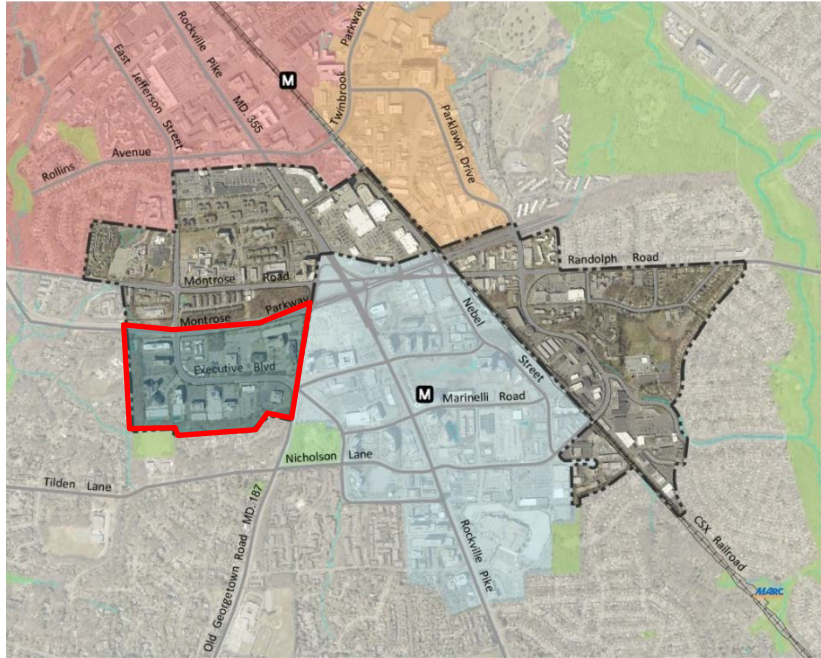 Rockville Pike MD. 355
East Jefferson Street
M
Twinbrook Parkway
Parklawn Drive
Rollins Avenue
Montrose Road
Randolph Road
Montrose Parkway
Nebel Street
Executive Blvd
M
Marinelli Road
Nicholson Lane
Tilden Lane
Old Georgetown Road MD. 187
Rockville Pike
CSX Railroad
MARC